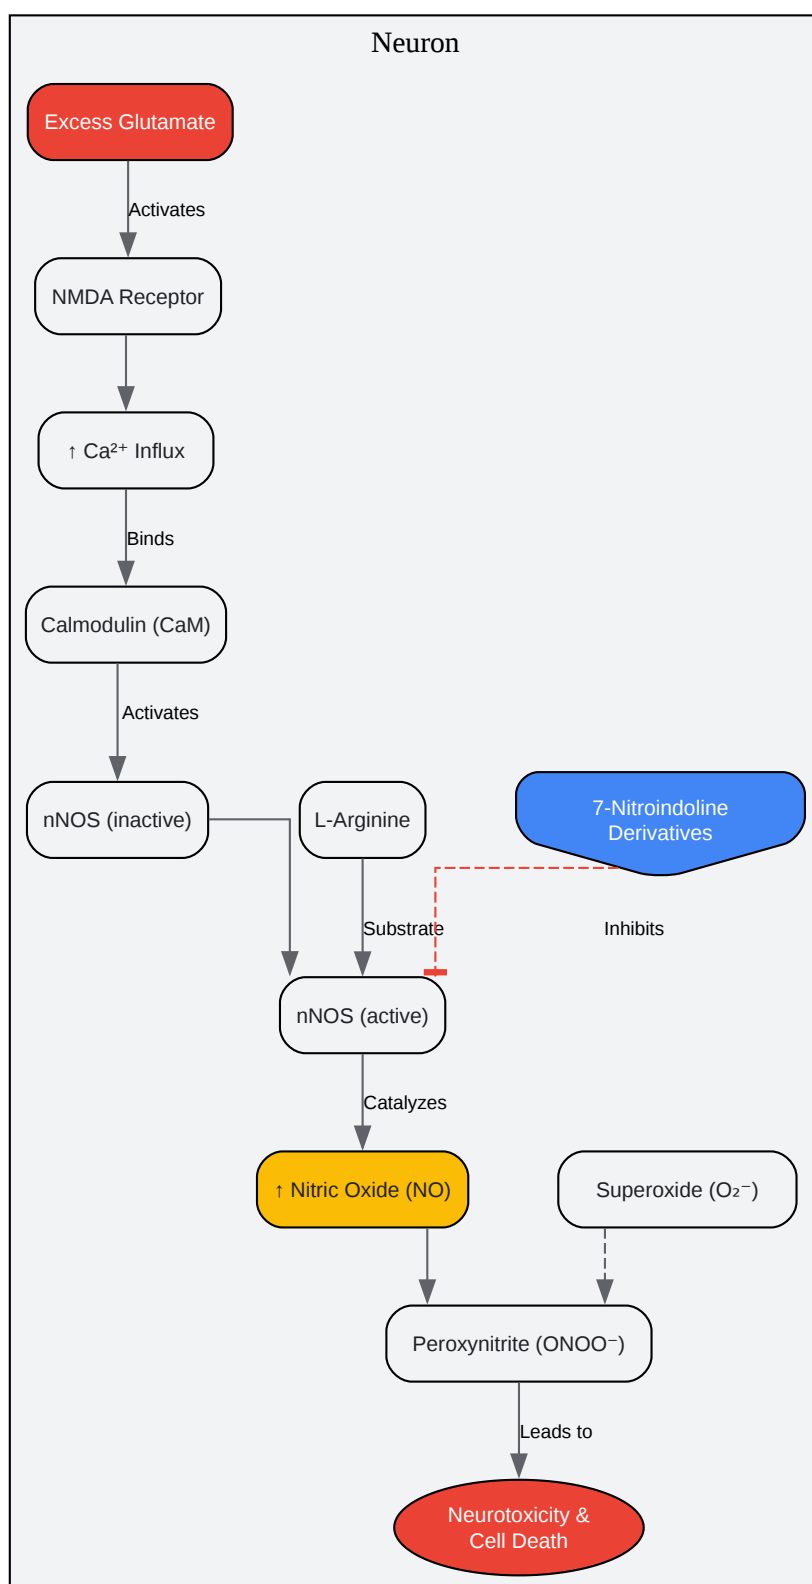 Neuron
Excess Glutamate
Activates
NMDA Receptor
↑ Ca²⁺ Influx
Binds
Calmodulin (CaM)
Activates
nNOS (inactive)
L-Arginine
7-Nitroindoline
Derivatives
Substrate
Inhibits
nNOS (active)
Catalyzes
↑ Nitric Oxide (NO)
Superoxide (O₂⁻)
Peroxynitrite (ONOO⁻)
Leads to
Neurotoxicity &
Cell Death